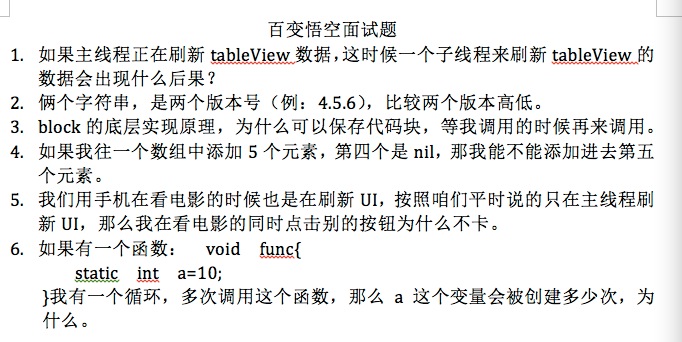 百变悟空面试题
1. 如果主线程正在刷新 tableView 数据，这时候一个子线程来刷新 tableView 的
数据会出现什么后果？
2. 俩个字符串，是两个版本号（例：4.5.6），比较两个版本高低。
3. block 的底层实现原理，为什么可以保存代码块，等我调用的时候再来调用。
4. 如果我往一个数组中添加 5 个元素，第四个是 nil，那我能不能添加进去第五
个元素。
5. 我们用手机在看电影的时候也是在刷新 UI，按照咱们平时说的只在主线程刷
新 UI，那么我在看电影的同时点击别的按钮为什么不卡。
6. 如果有一个函数： void func{
static int a=10;
}我有一个循环，多次调用这个函数，那么 a 这个变量会被创建多少次，为
什么。